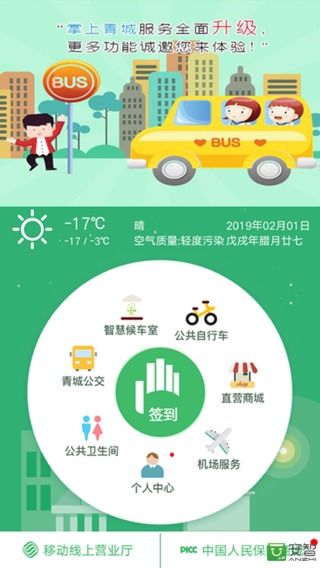 “掌上青城服务全面升级,
更多功能诚邀您来体验!”
BUS
BUS
-17℃
-17 / -3℃
晴
2019年02月01日
空气质量:轻度污染 戊戌年腊月廿七
智慧候车室
公共自行车
青城公交
shop
直营商城
签到
公共卫生间
机场服务
个人中心
移动线上营业厅
PICC 中国人民保
安智
ANZHI